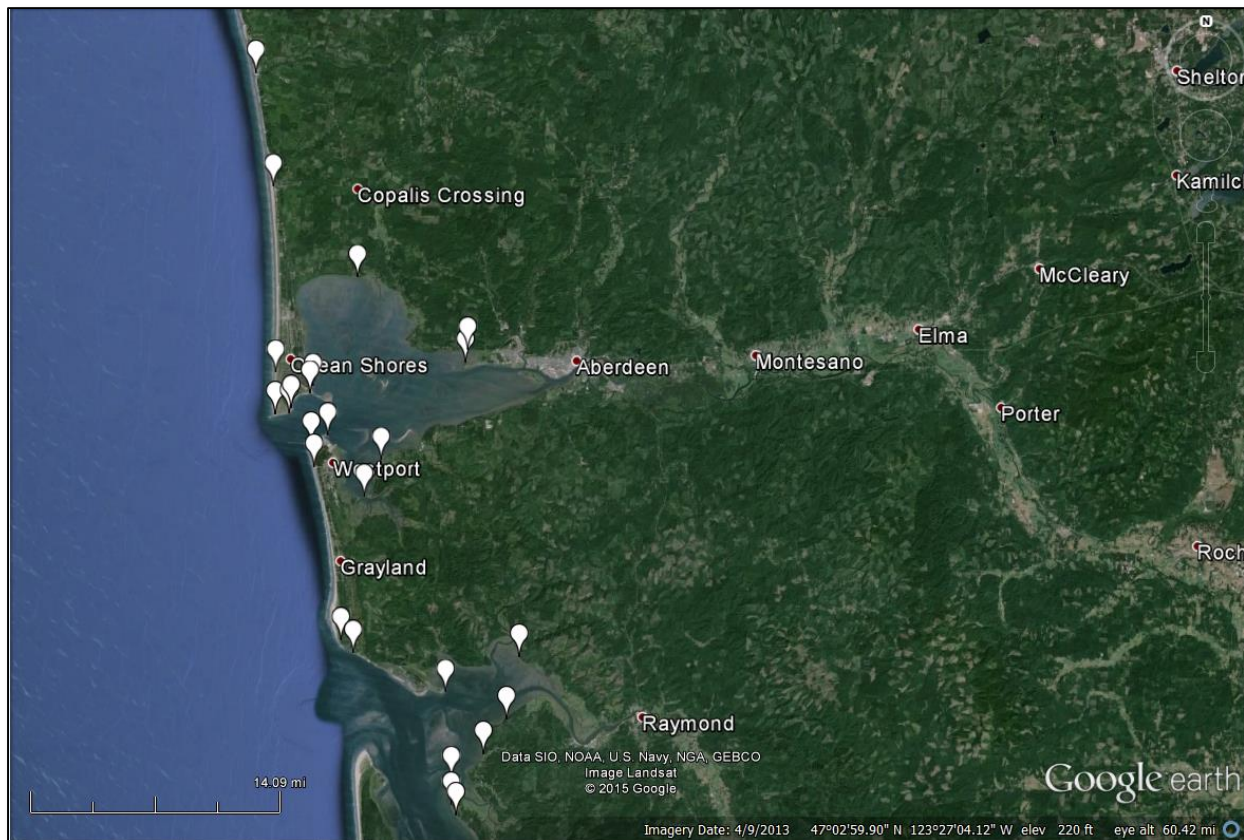 N
Shelton
Kamilch
Copalis Crossing
McCleary
Elma
Ocean Shores
Aberdeen
Montesano
Porter
Westport
Roch
Grayland
Raymond
Data SIO, NOAA, U.S. Navy, NGA, GEBCO
Image Landsat
© 2015 Google
14.09 mi
Google earth
Imagery Date: 4/9/2013 47°02'59.90" N 123°27'04.12" W elev 220 ft eye alt 60.42 mi